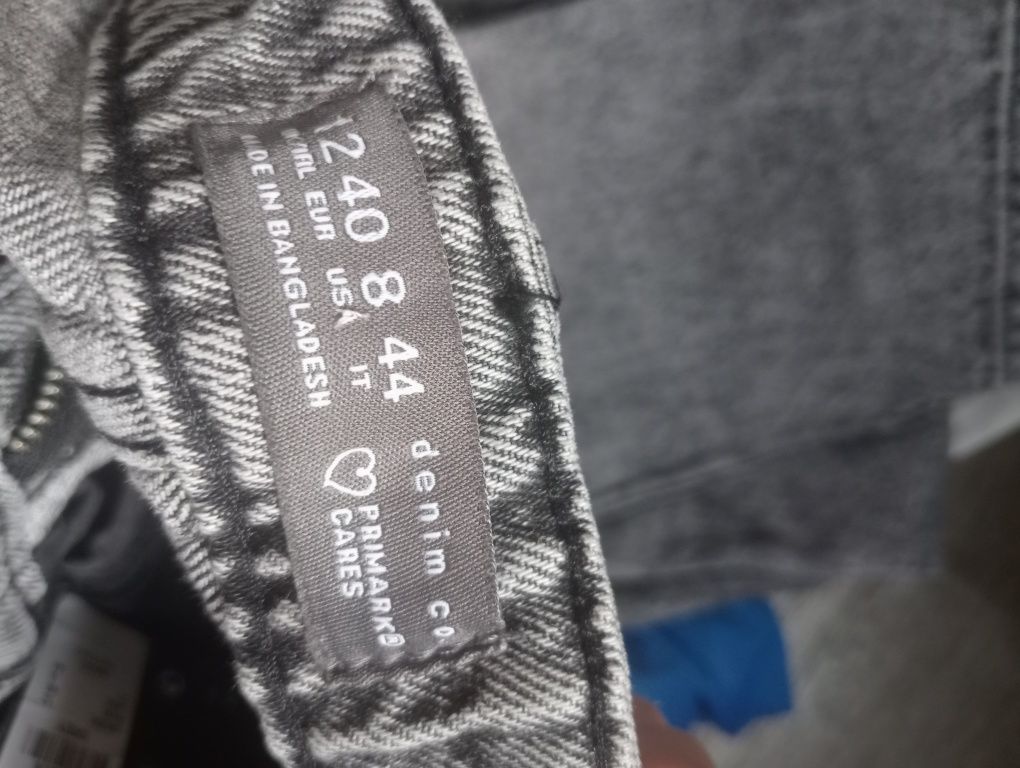 denim co.
12 40 8 44
EUR USA IT
MADE IN BANGLADESH
PRIMARK®
CARES